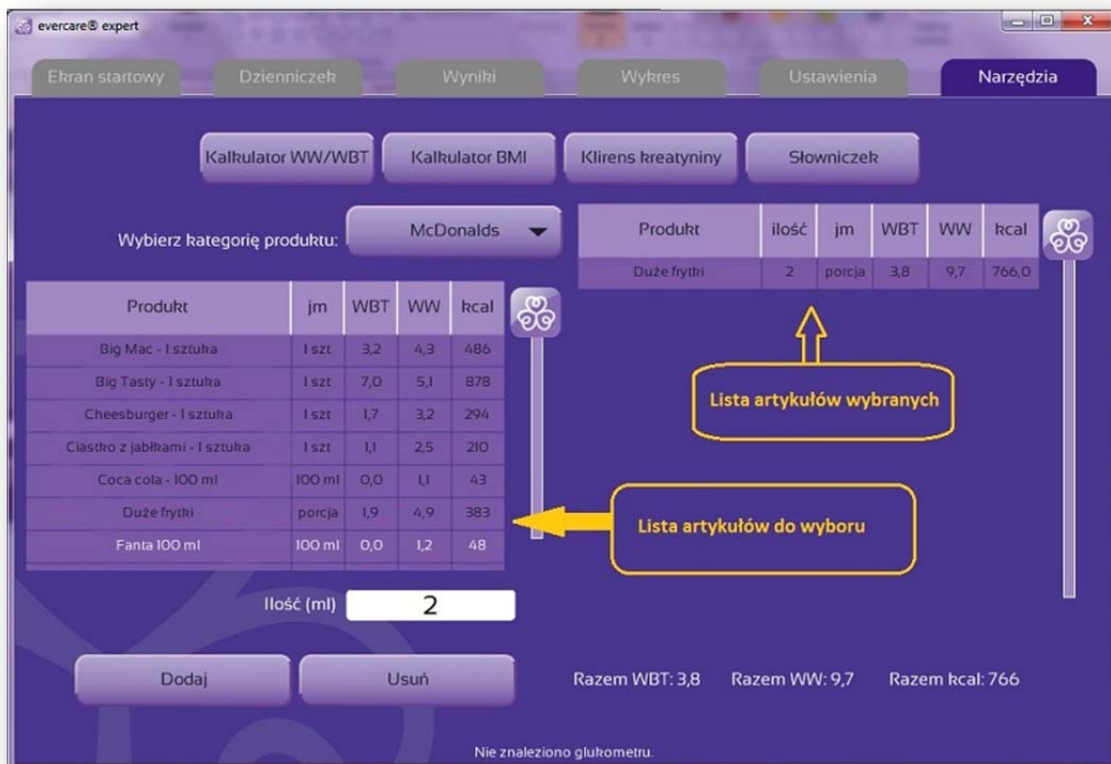 evercare® expert
Ekran startowy Dzienniczek Wyniki Wykres Ustawienia Narzędzia
Kalkulator WW/WBT Kalkulator BMI Klirens kreatyniny Słowniczek
Wybierz kategorię produktu: McDonalds
Produkt ilość jm WBT WW kcal
Duże frytki 2 porcja 3,8 9,7 766,0
Produkt jm WBT WW kcal
Big Mac - 1 sztuka 1 szt 3,2 4,3 486
Big Tasty - 1 sztuka 1 szt 7,0 5,1 878
Cheesburger - 1 sztuka 1 szt 1,7 3,2 294
Ciastko z jabłkami - 1 sztuka 1 szt 1,1 2,5 210
Coca cola - 100 ml 100 ml 0,0 1,1 43
Duże frytki porcja 1,9 4,9 383
Fanta 100 ml 100 ml 0,0 1,2 48
Lista artykułów wybranych
Lista artykułów do wyboru
Ilość (ml) 2
Dodaj Usuń
Razem WBT: 3,8 Razem WW: 9,7 Razem kcal: 766
Nie znaleziono glukometru.